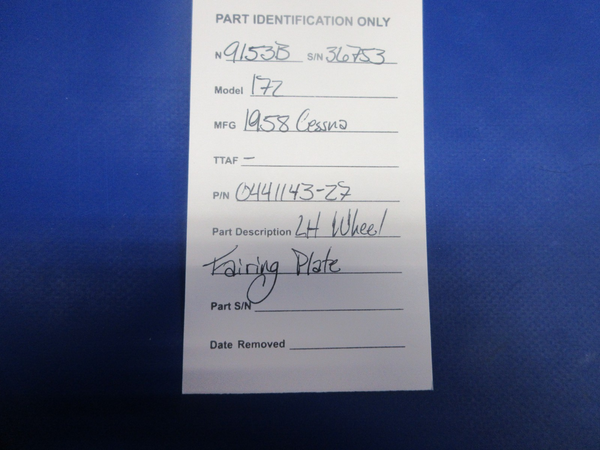 PART IDENTIFICATION ONLY
N 9153B S/N 36753
Model 172
MFG 1958 Cessna
TTAF -
P/N 0441143-27
Part Description LH Wheel
Fairing Plate
Part S/N
Date Removed